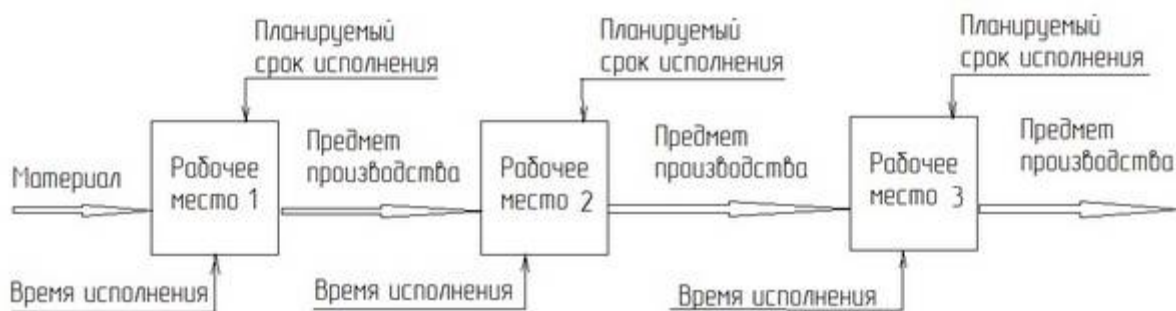 Планируемый
срок исполнения
Планируемый
срок исполнения
Планируемый
срок исполнения
Материал
Рабочее
место 1
Предмет
производства
Рабочее
место 2
Предмет
производства
Рабочее
место 3
Предмет
производства
Время исполнения
Время исполнения
Время исполнения